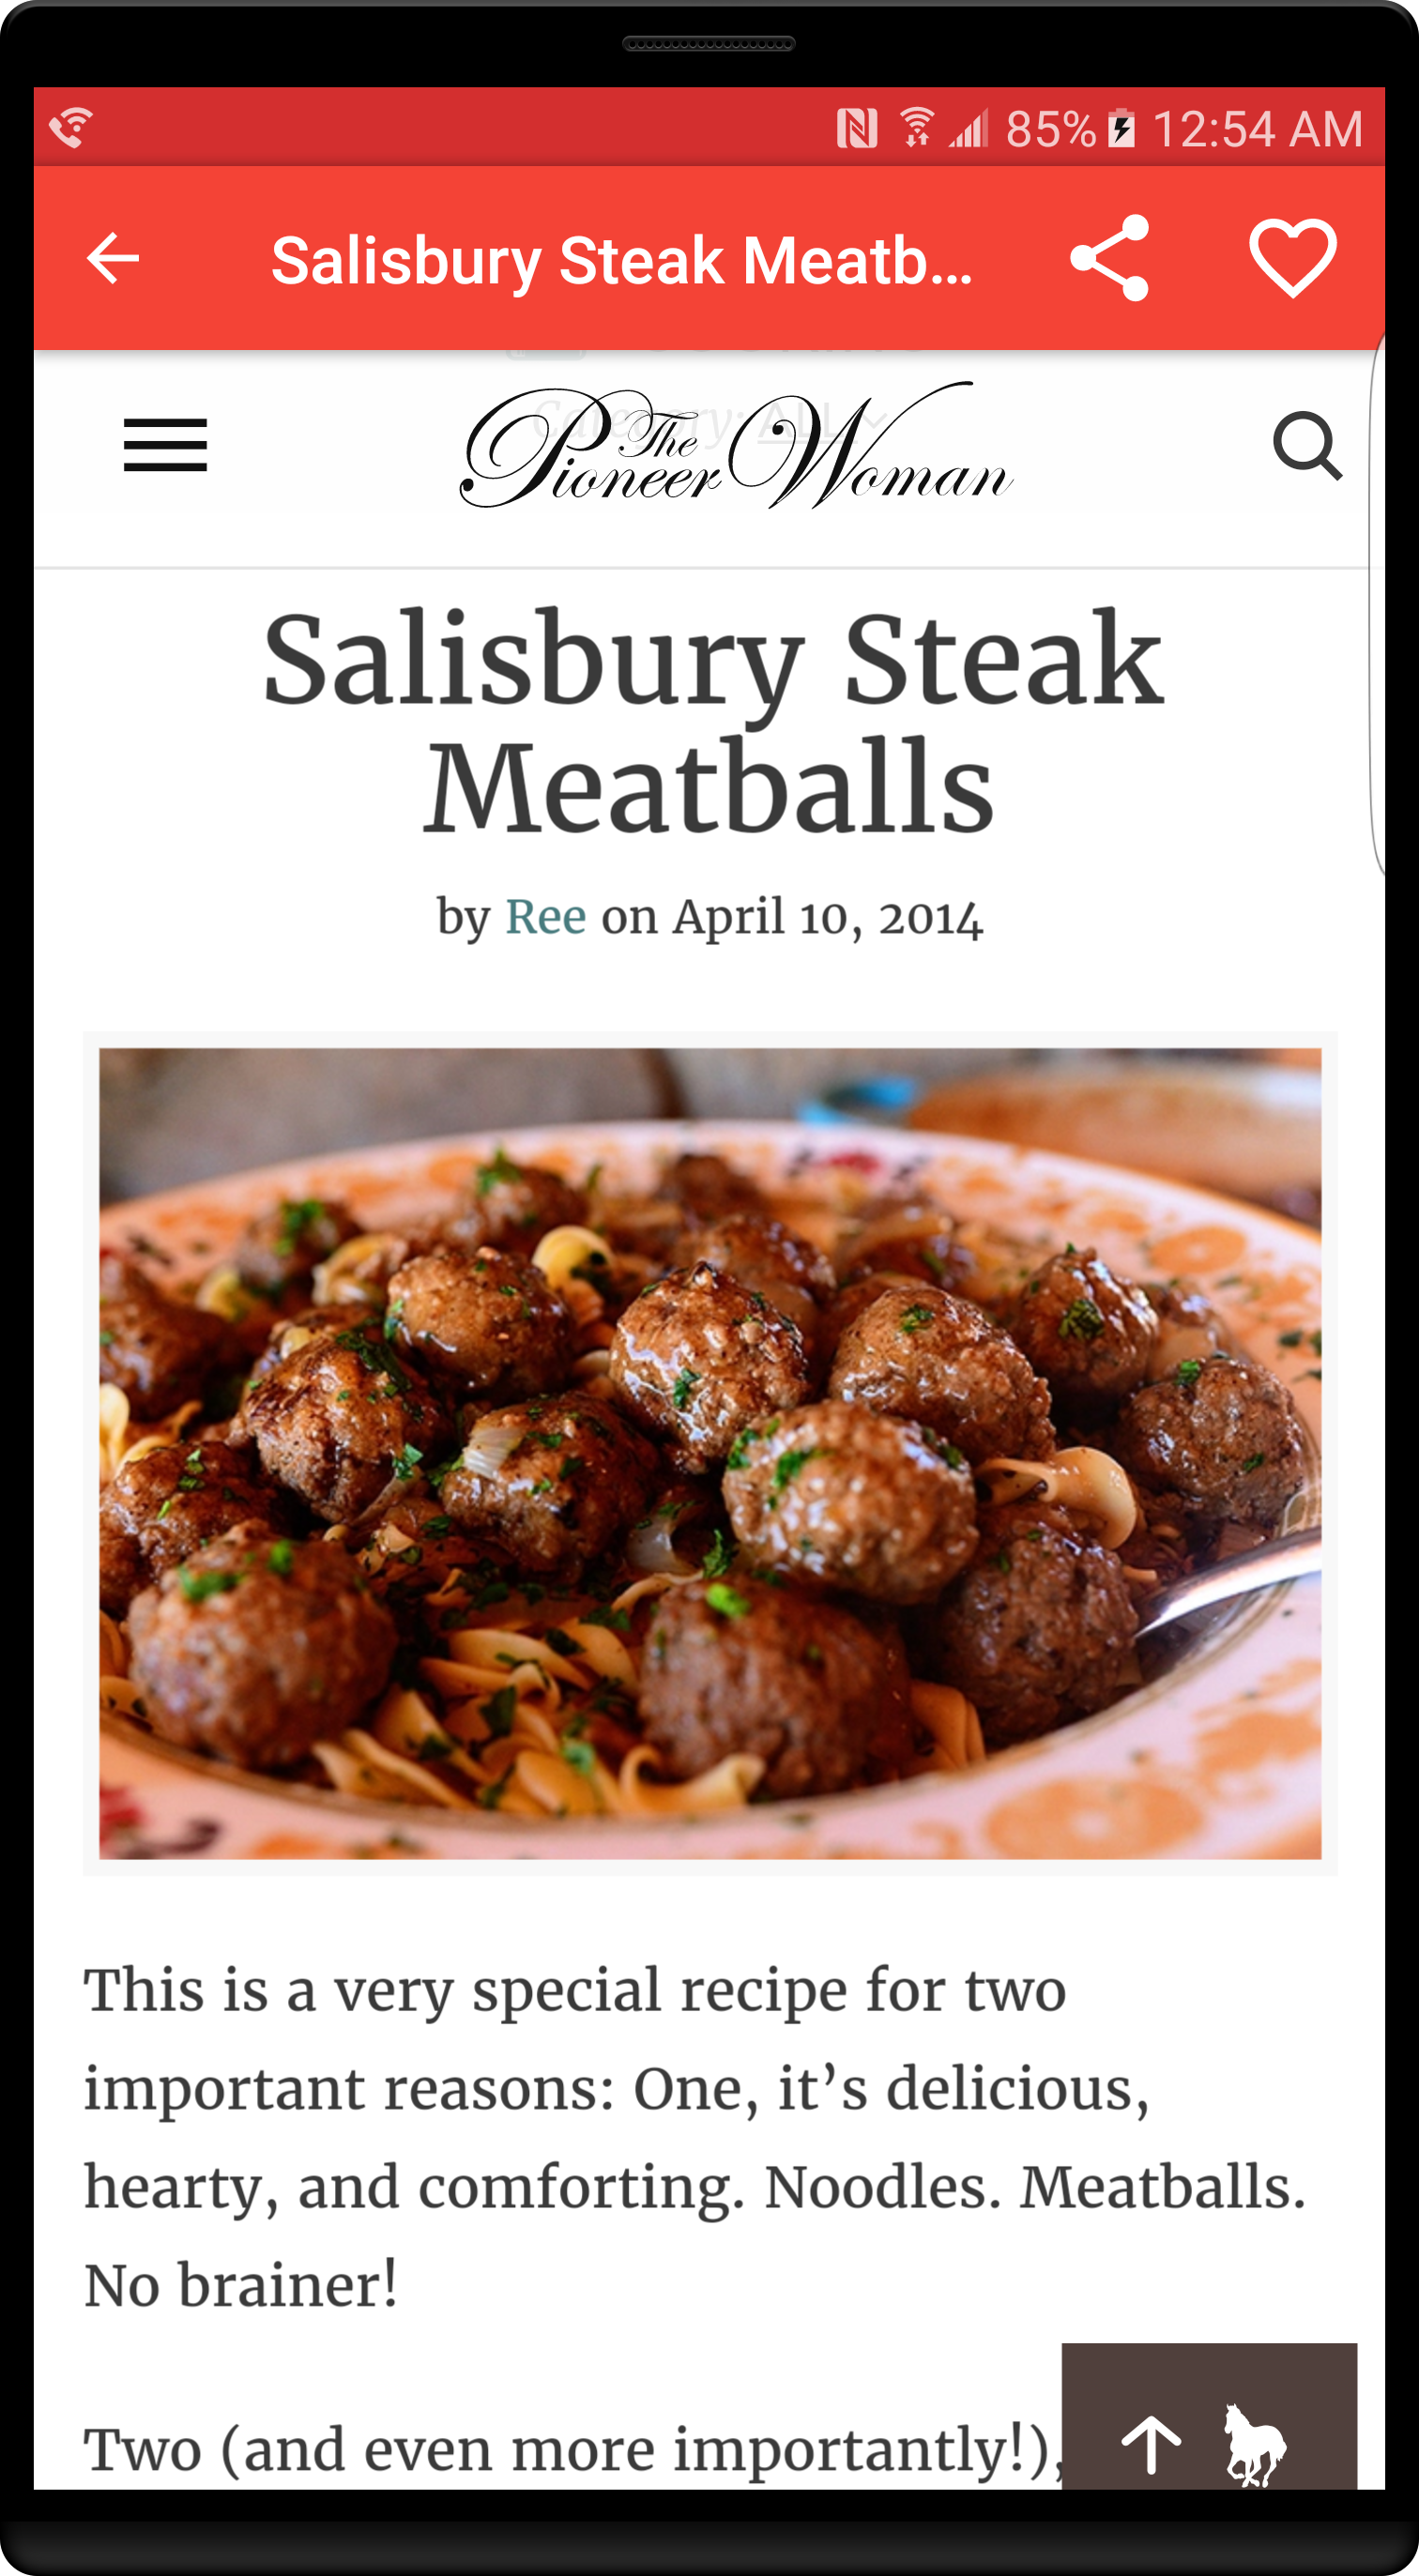 85% 12:54 AM
Salisbury Steak Meatb...
Category: ALL
The
Pioneer Woman
Salisbury Steak
Meatballs
by Ree on April 10, 2014
This is a very special recipe for two
important reasons: One, it’s delicious,
hearty, and comforting. Noodles. Meatballs.
No brainer!
Two (and even more importantly!),